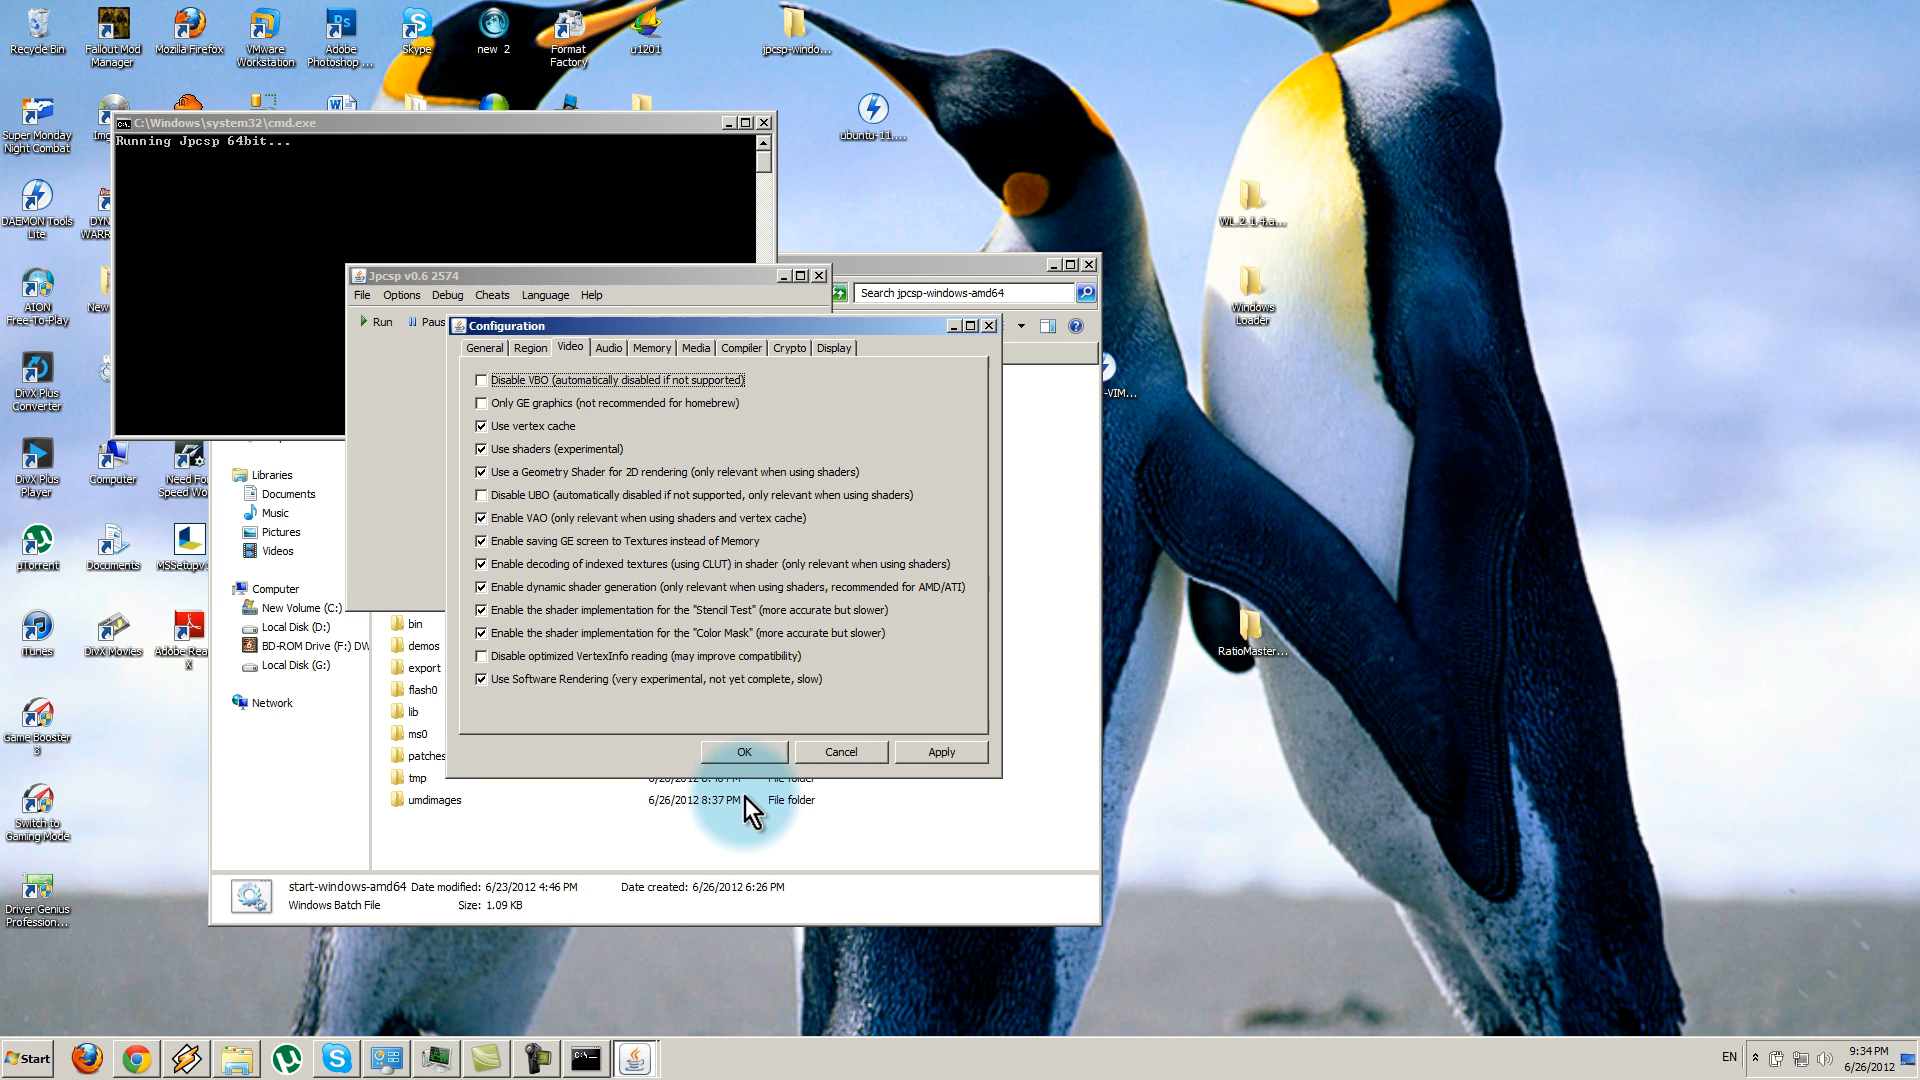 Recycle Bin
Fallout Mod
Manager
Mozilla Firefox
VMware
Workstation
Adobe
Photoshop ...
Skype
new 2
Format
Factory
u1201
jpcsp-windo...
Super Monday
Night Combat
Img
ubuntu-11....
C:\Windows\system32\cmd.exe
Running Jpcsp 64bit...
DAEMON Tools
Lite
DYN
WARR
WL.2.1.4.a...
AION
Free-To-Play
New
Windows
Loader
Jpcsp v0.6 2574
File Options Debug Cheats Language Help
Run Paus
Search jpcsp-windows-amd64
Configuration
General Region Video Audio Memory Media Compiler Crypto Display
Disable VBO (automatically disabled if not supported)
Only GE graphics (not recommended for homebrew)
Use vertex cache
Use shaders (experimental)
Use a Geometry Shader for 2D rendering (only relevant when using shaders)
Disable UBO (automatically disabled if not supported, only relevant when using shaders)
Enable VAO (only relevant when using shaders and vertex cache)
Enable saving GE screen to Textures instead of Memory
Enable decoding of indexed textures (using CLUT) in shader (only relevant when using shaders)
Enable dynamic shader generation (only relevant when using shaders, recommended for AMD/ATI)
Enable the shader implementation for the "Stencil Test" (more accurate but slower)
Enable the shader implementation for the "Color Mask" (more accurate but slower)
Disable optimized VertexInfo reading (may improve compatibility)
Use Software Rendering (very experimental, not yet complete, slow)
OK Cancel Apply
-VIM...
DivX Plus
Converter
DivX Plus
Player
Computer
Need For
Speed Wo
Libraries
Documents
Music
Pictures
Videos
Computer
New Volume (C:)
Local Disk (D:)
BD-ROM Drive (F:) DW
Local Disk (G:)
Network
bin
demos
export
flash0
lib
ms0
patches
tmp
umdimages 6/26/2012 8:37 PM File folder
start-windows-amd64 Date modified: 6/23/2012 4:46 PM Date created: 6/26/2012 6:26 PM
Windows Batch File Size: 1.09 KB
µTorrent
Documents
MSSetupv
iTunes
DivX Movies
Adobe Rea
X
RatioMaster...
Game Booster
3
Switch to
Gaming Mode
Driver Genius
Profession...
Start
EN
9:34 PM
6/26/2012